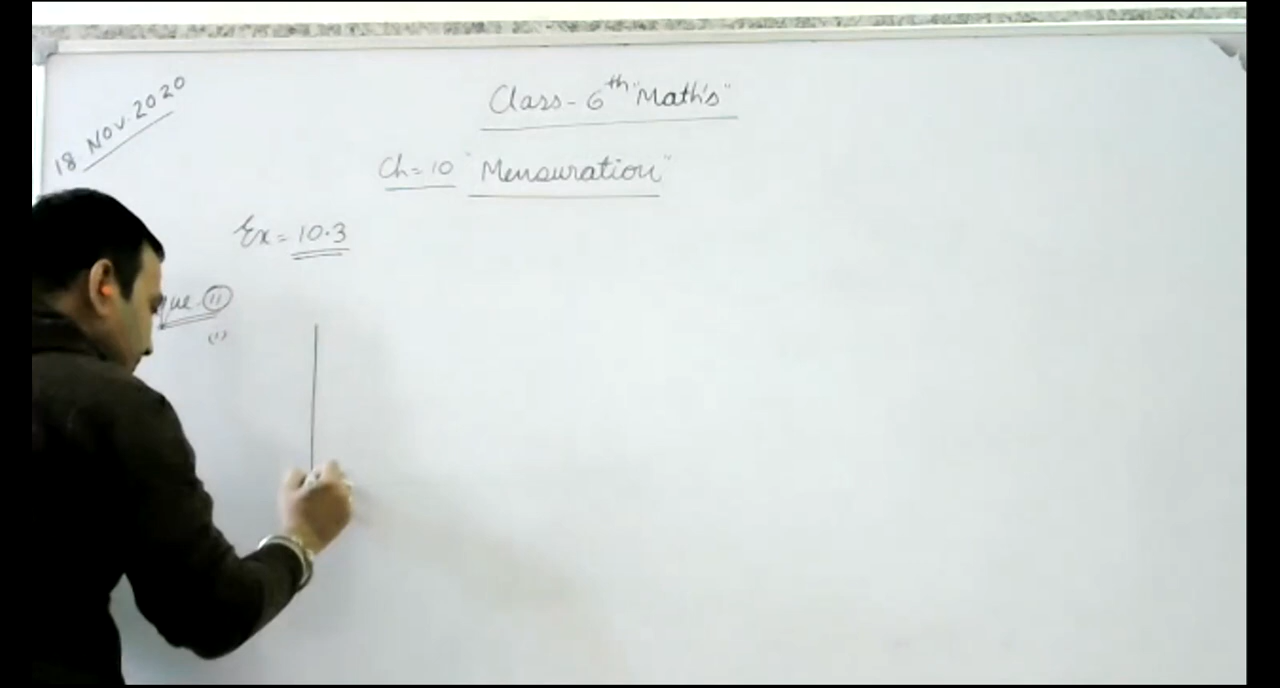 18 Nov. 2020
Class - 6th "Math's"
Ch = 10 "Mensuration"
Ex = 10.3
que. 11
(i)